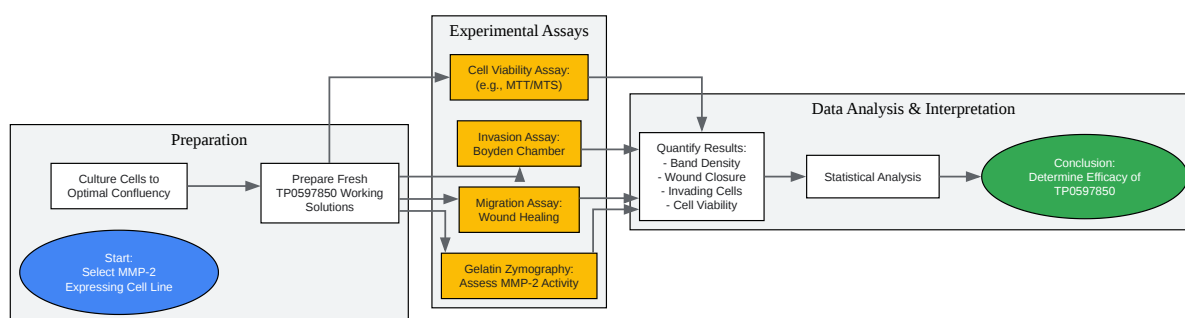 Preparation
Culture Cells to
Optimal Confluency
Prepare Fresh
TP0597850 Working
Solutions
Start:
Select MMP-2
Expressing Cell Line
Experimental Assays
Cell Viability Assay:
(e.g., MTT/MTS)
Invasion Assay:
Boyden Chamber
Migration Assay:
Wound Healing
Gelatin Zymography:
Assess MMP-2 Activity
Data Analysis & Interpretation
Quantify Results:
- Band Density
- Wound Closure
- Invading Cells
- Cell Viability
Statistical Analysis
Conclusion:
Determine Efficacy of
TP0597850